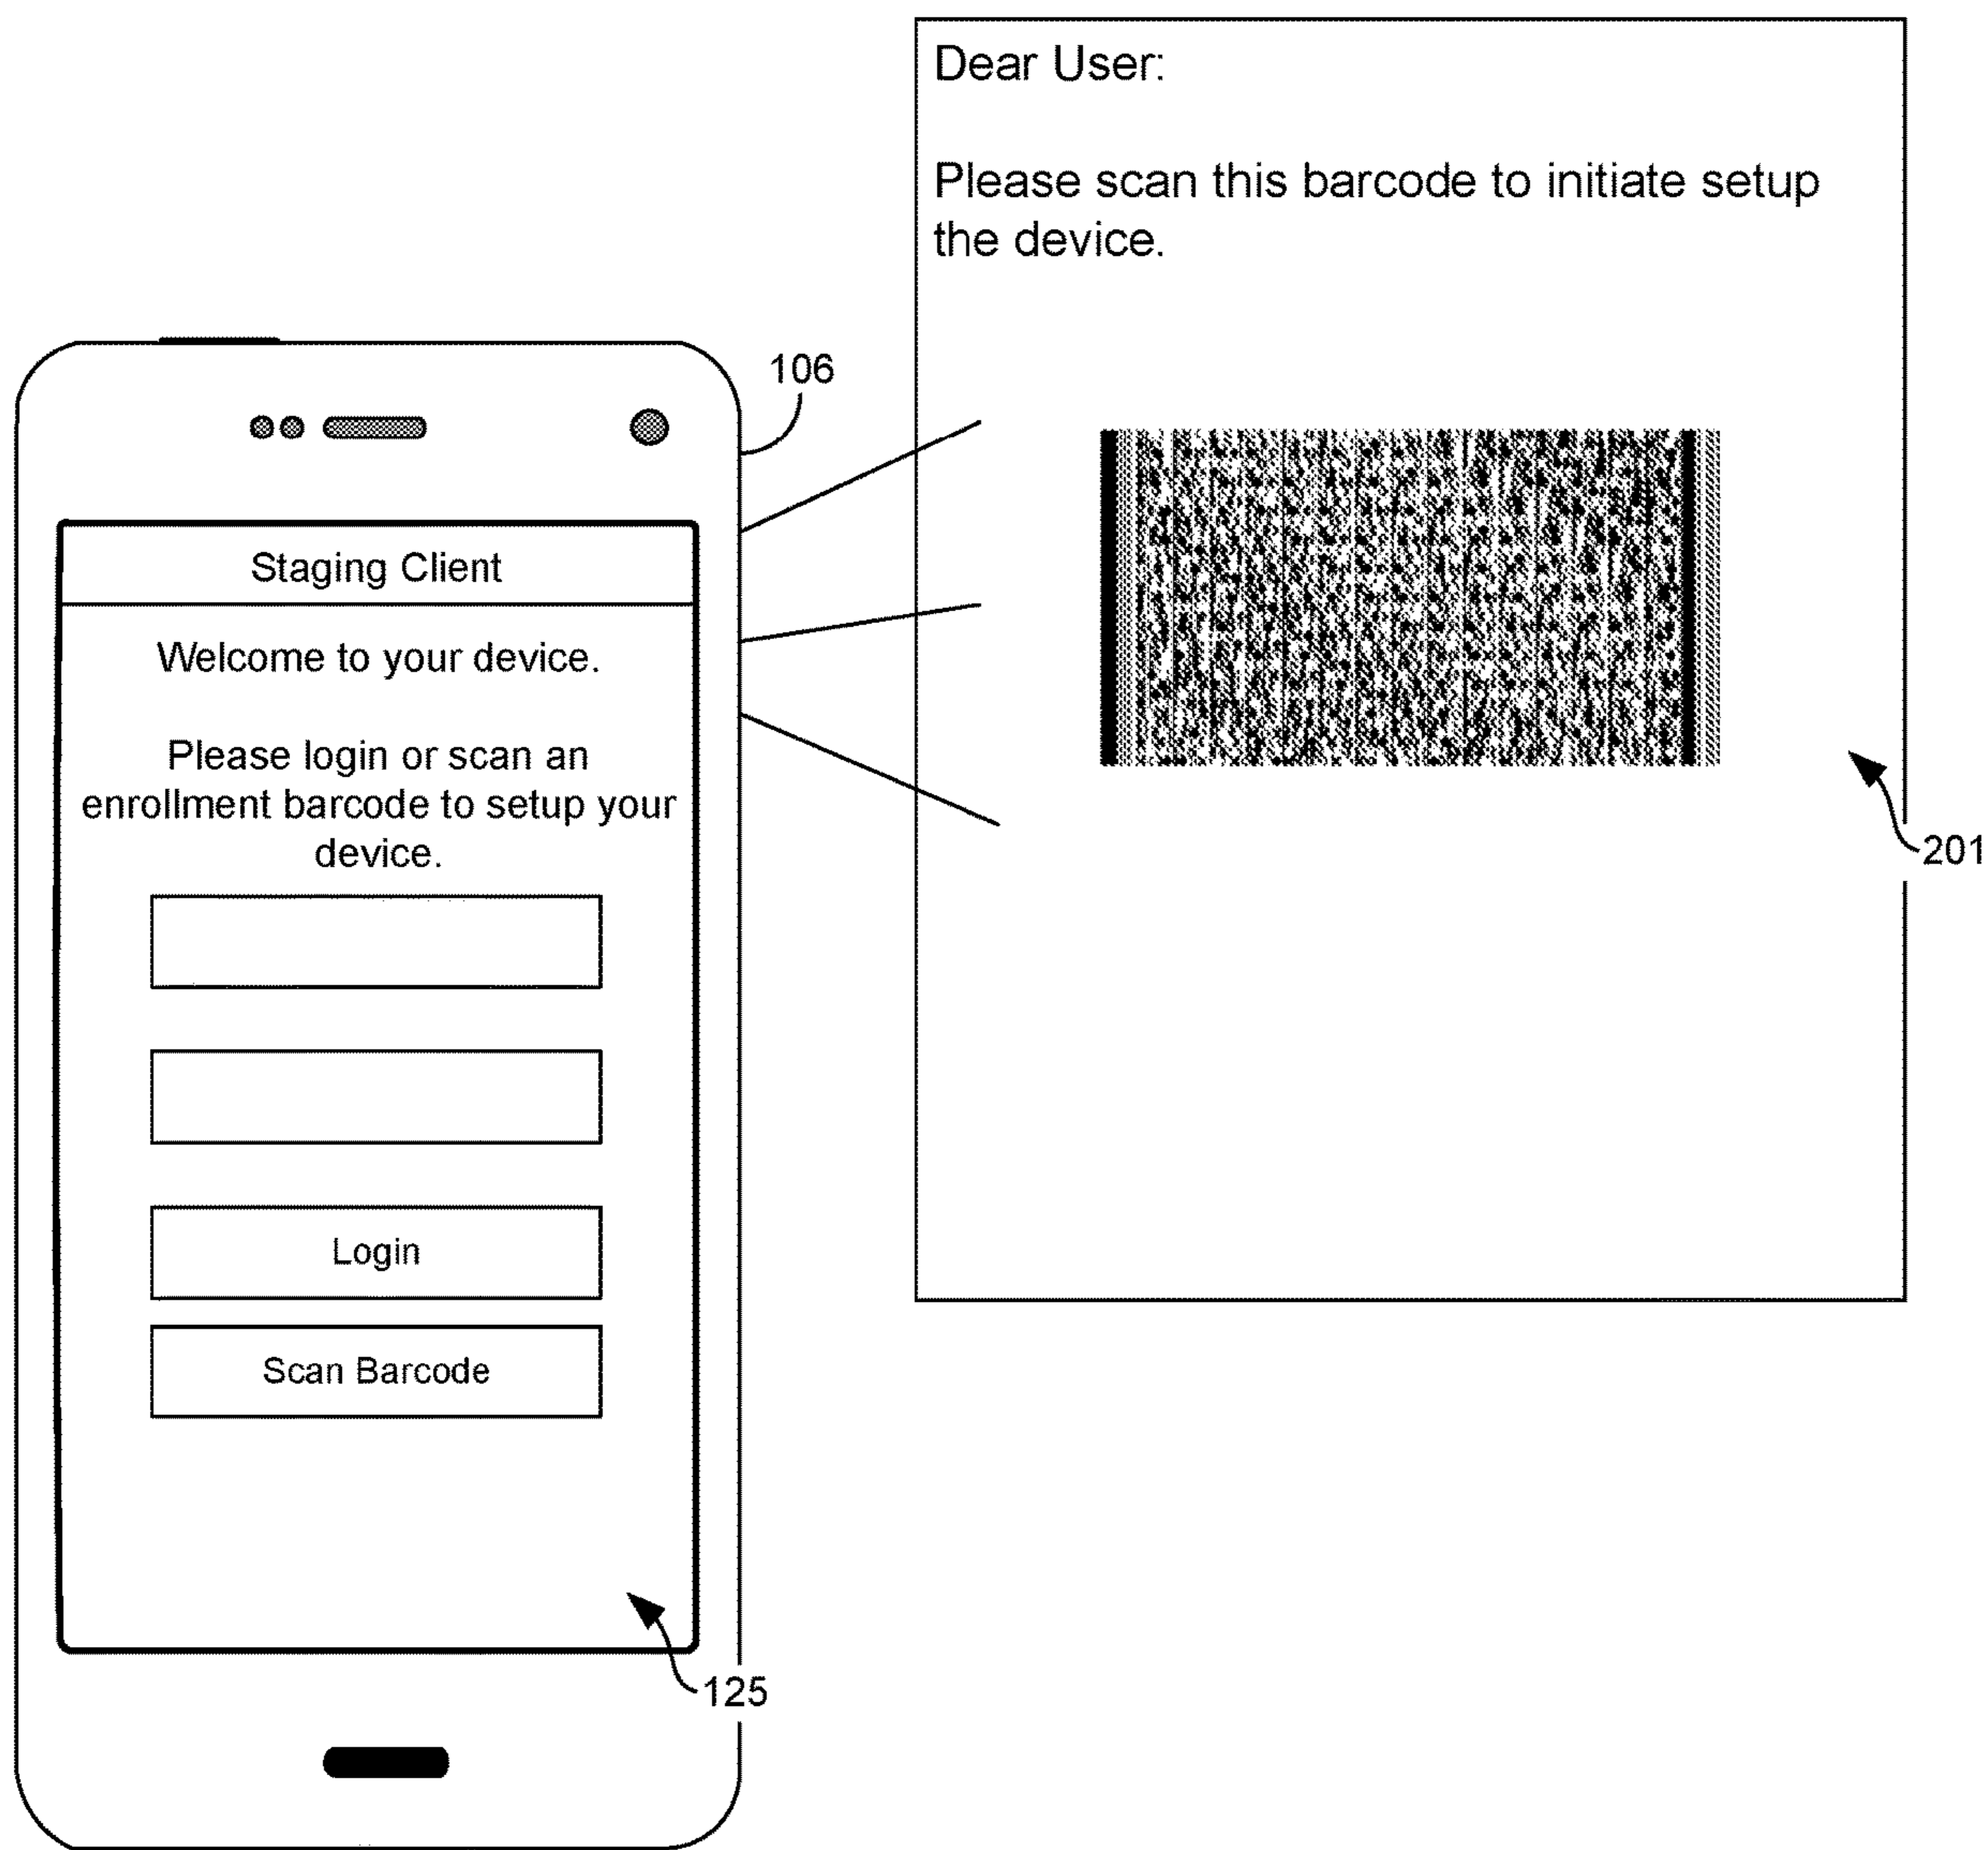 Dear User:
Please scan this barcode to initiate setup
the device.
106
Staging Client
Welcome to your device.
Please login or scan an
enrollment barcode to setup your
device.
201
Login
Scan Barcode
125